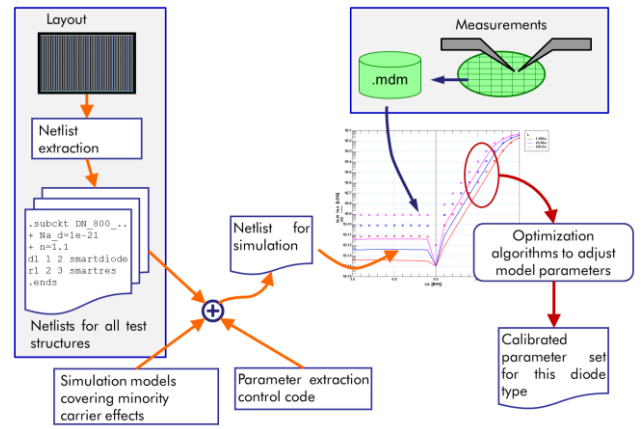 Layout
Netlist
extraction
.subckt DN_800_..
+ Na_d=1e-21
+ n=1.1
d1 1 2 smartdiode
r1 2 3 smartres
.ends
Netlists for all test
structures
Simulation models
covering minority
carrier effects
Parameter extraction
control code
Netlist for
simulation
Measurements
.mdm
Optimization
algorithms to adjust
model parameters
Calibrated
parameter set
for this diode
type